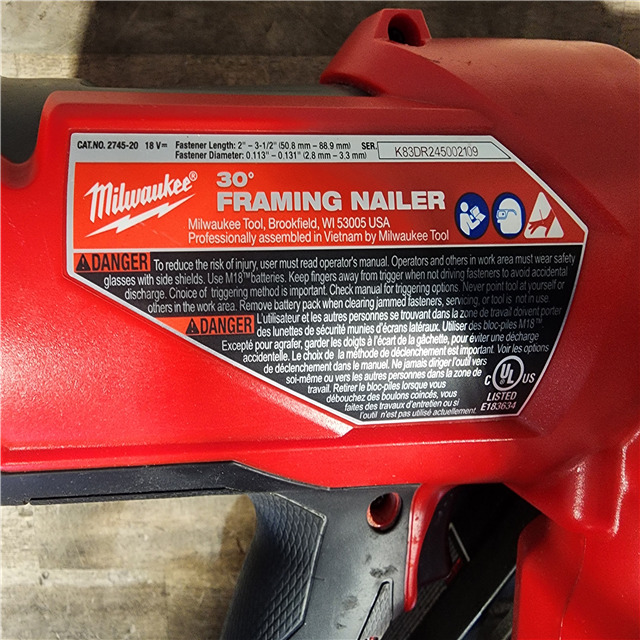 CAT.NO. 2745-20 18 V⎓ Fastener Length: 2" – 3-1/2" (50.8 mm – 88.9 mm) SER. K83DR245002109
Fastener Diameter: 0.113" – 0.131" (2.8 mm – 3.3 mm)
Milwaukee®
30°
FRAMING NAILER
Milwaukee Tool, Brookfield, WI 53005 USA
Professionally assembled in Vietnam by Milwaukee Tool
DANGER To reduce the risk of injury, user must read operator's manual. Operators and others in work area must wear safety
glasses with side shields. Use M18™ batteries. Keep fingers away from trigger when not driving fasteners to avoid accidental
discharge. Choice of triggering method is important. Check manual for triggering options. Never point tool at yourself or
others in the work area. Remove battery pack when clearing jammed fasteners, servicing, or tool is not in use.
DANGER L'utilisateur et les autres personnes se trouvant dans la zone de travail doivent porter
des lunettes de sécurité munies d'écrans latéraux. Utiliser des bloc-piles M18™.
Excepté pour agrafer, garder les doigts à l'écart de la gâchette, pour éviter une décharge
accidentelle. Le choix de la méthode de déclenchement est important. Voir les options
de déclenchement dans le manuel. Ne jamais diriger l'outil vers
soi-même ou vers les autres personnes dans la zone de
travail. Retirer le bloc-piles lorsque vous
débouchez des boulons coincés, vous
faites des travaux d'entretien ou si
l'outil n'est pas utilisé actuellement.
C UL US
LISTED
E183634